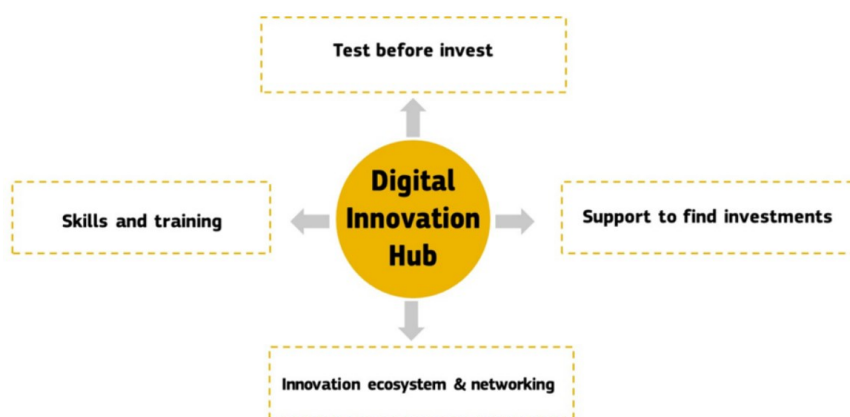 Test before invest
Digital
Innovation
Hub
Skills and training
Support to find investments
Innovation ecosystem & networking